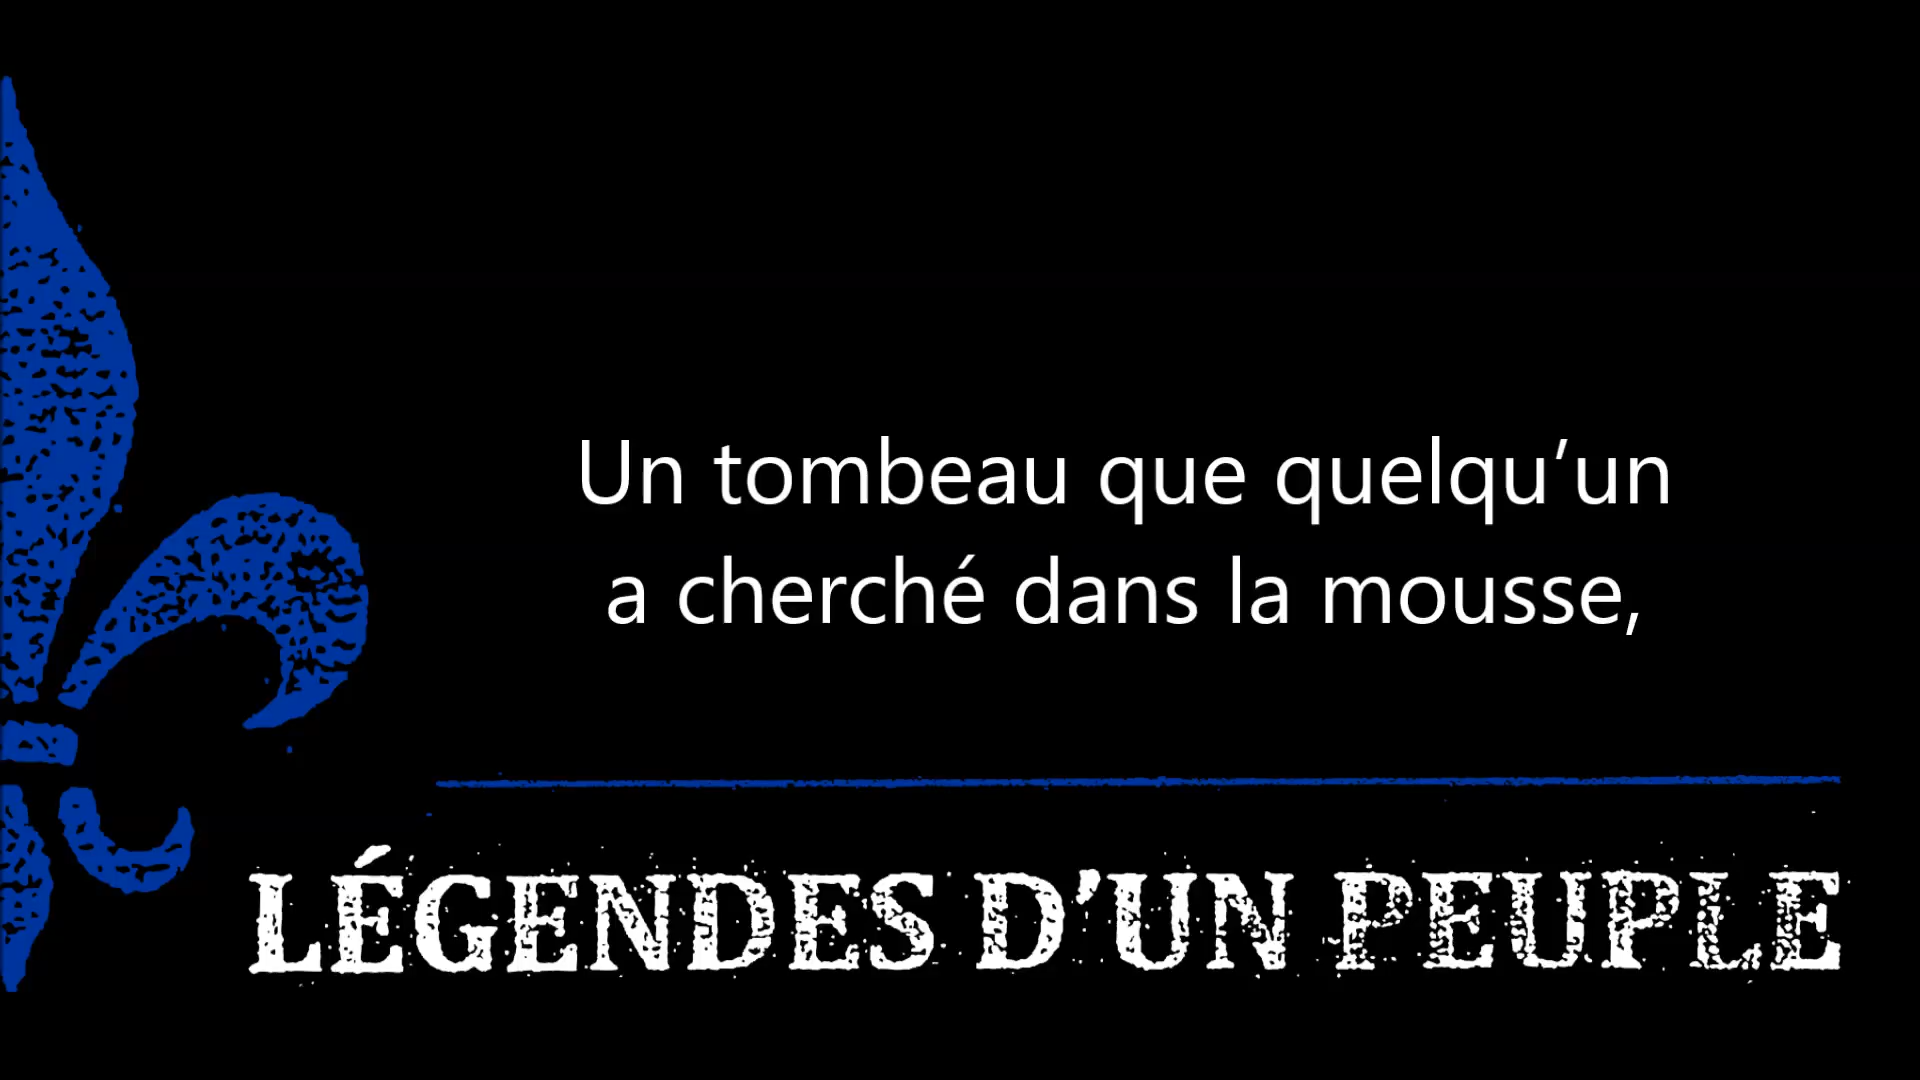 Un tombeau que quelqu’un
a cherché dans la mousse,
LÉGENDES D’UN PEUPLE